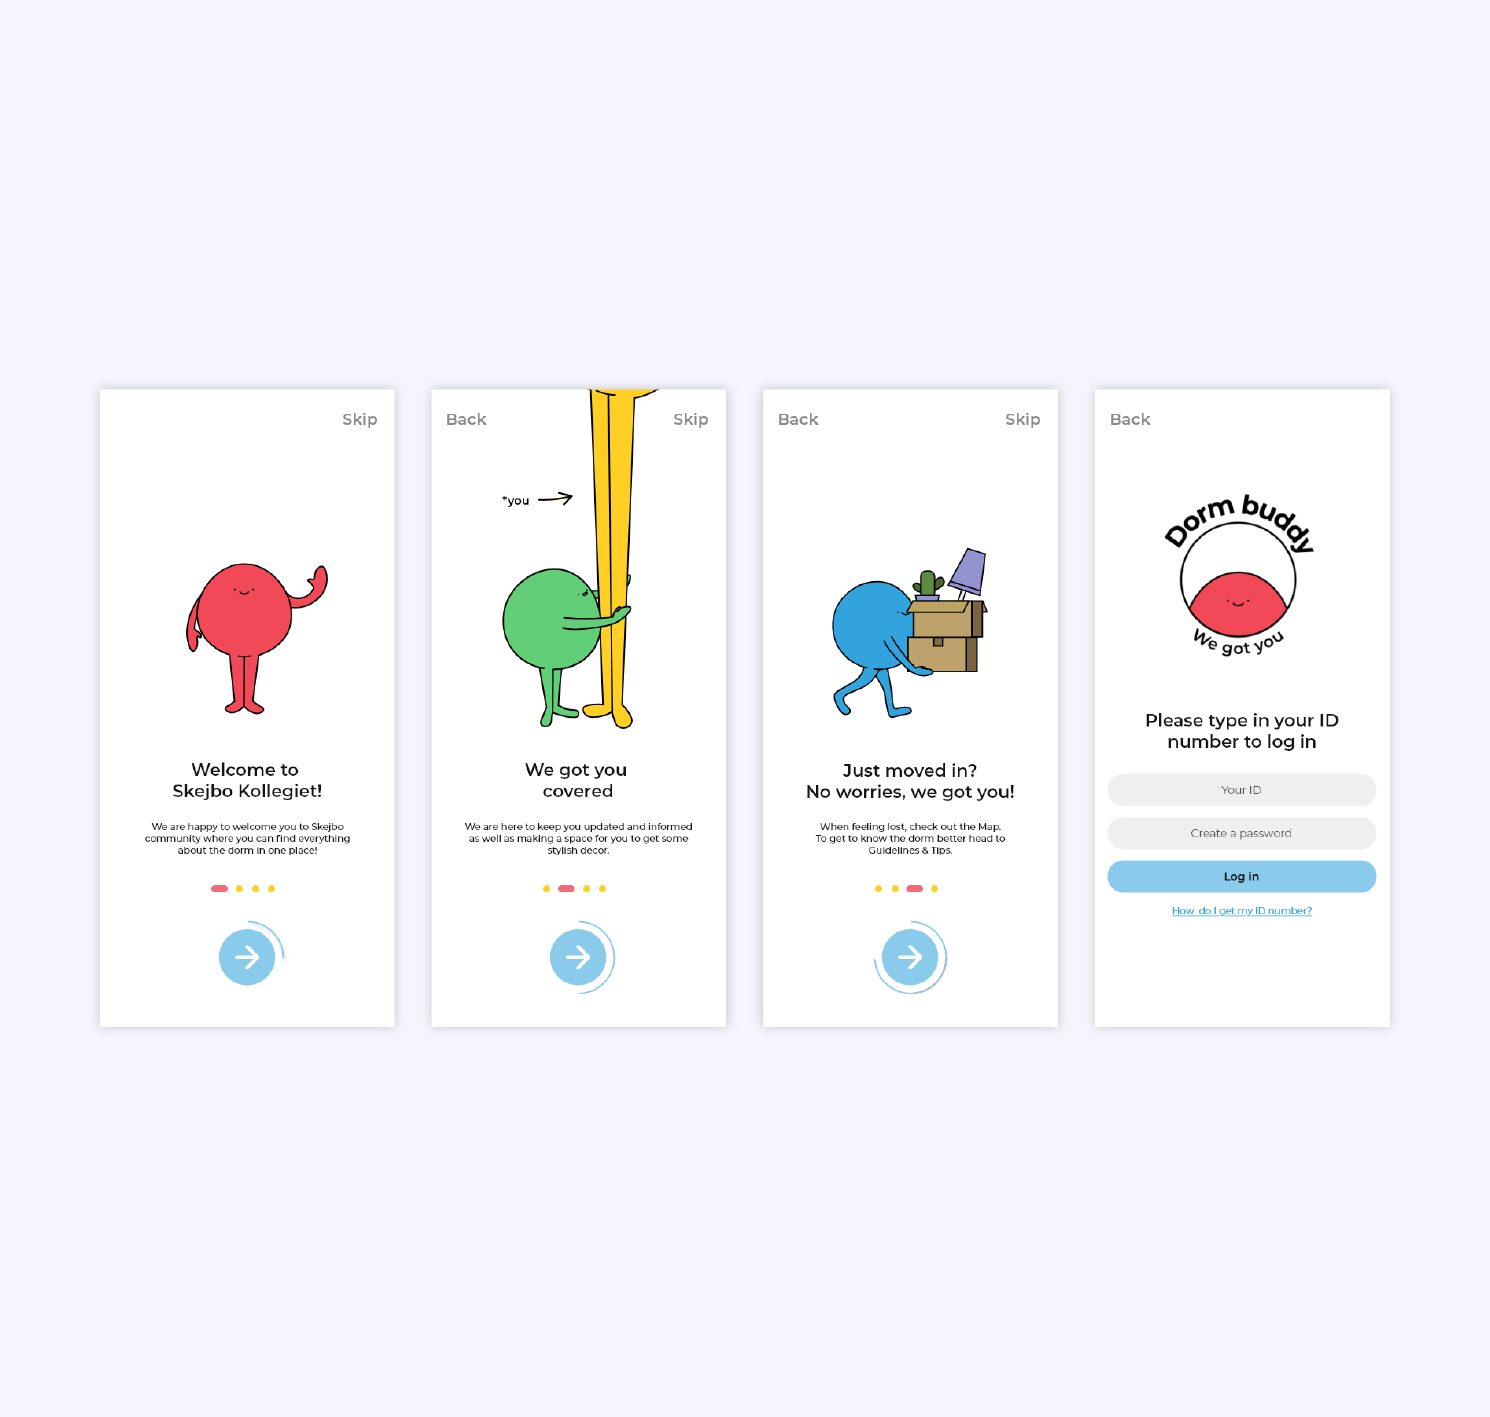 Skip
Welcome to
Skejbo Kollegiet!
We are happy to welcome you to Skejbo
community where you can find everything
about the dorm in one place!
Back
Skip
*you
We got you
covered
We are here to keep you updated and informed
as well as making a space for you to get some
stylish decor.
Back
Skip
Just moved in?
No worries, we got you!
When feeling lost, check out the Map.
To get to know the dorm better head to
Guidelines & Tips.
Back
Dorm buddy
We got you
Please type in your ID
number to log in
Your ID
Create a password
Log in
How do I get my ID number?